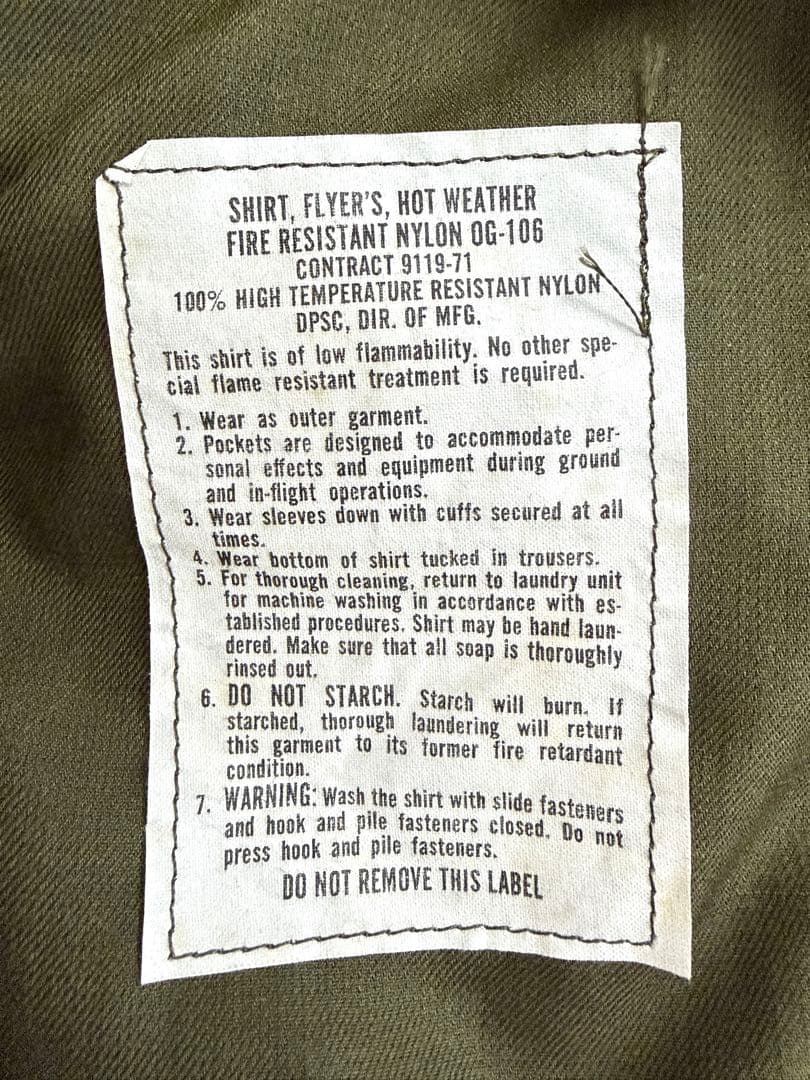 SHIRT, FLYER'S, HOT WEATHER
FIRE RESISTANT NYLON OG-106
CONTRACT 9119-71
100% HIGH TEMPERATURE RESISTANT NYLON
DPSC, DIR. OF MFG.
This shirt is of low flammability. No other spe-
cial flame resistant treatment is required.
1. Wear as outer garment.
2. Pockets are designed to accommodate per-
sonal effects and equipment during ground
and in-flight operations.
3. Wear sleeves down with cuffs secured at all
times.
4. Wear bottom of shirt tucked in trousers.
5. For thorough cleaning, return to laundry unit
for machine washing in accordance with es-
tablished procedures. Shirt may be hand laun-
dered. Make sure that all soap is thoroughly
rinsed out.
6. DO NOT STARCH. Starch will burn. If
starched, thorough laundering will return
this garment to its former fire retardant
condition.
7. WARNING: Wash the shirt with slide fasteners
and hook and pile fasteners closed. Do not
press hook and pile fasteners.
DO NOT REMOVE THIS LABEL